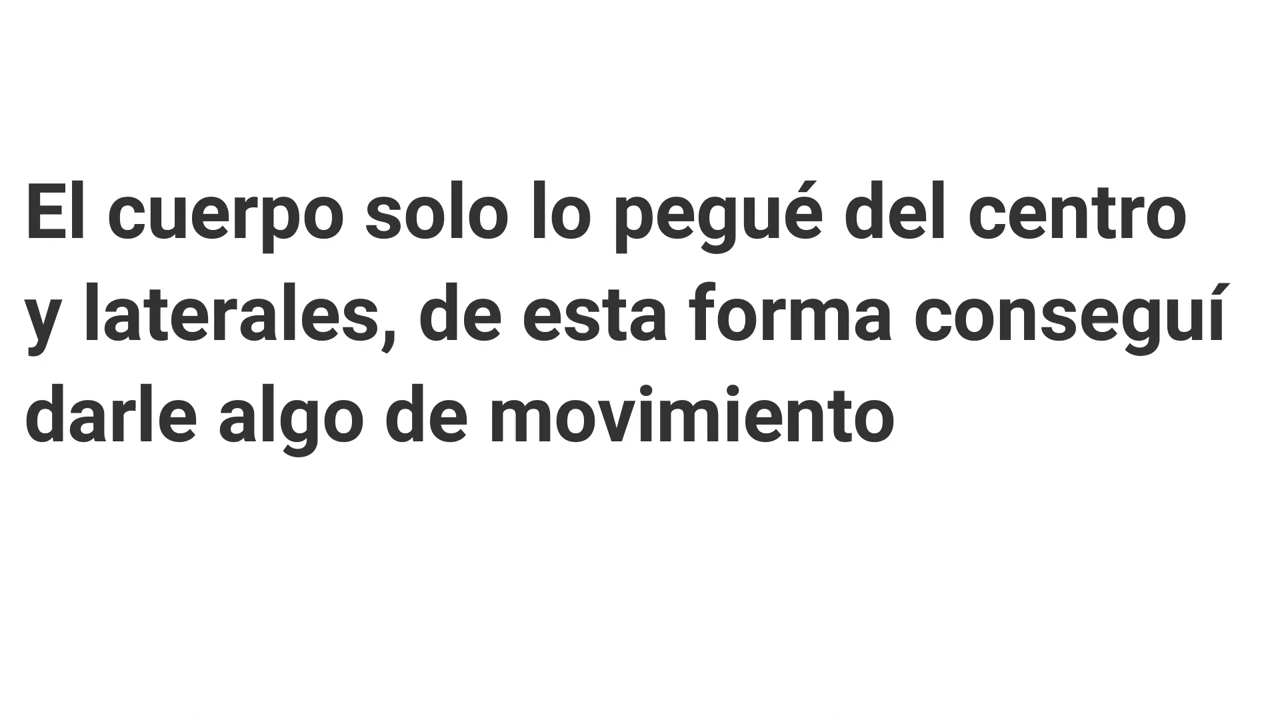 El cuerpo solo lo pegué del centro
y laterales, de esta forma conseguí
darle algo de movimiento